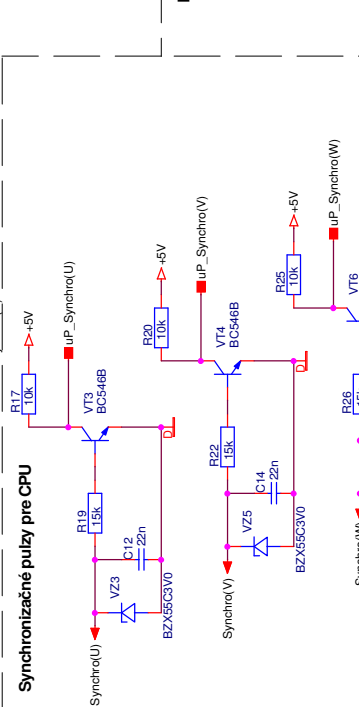 Synchronizačné pulzy pre CPU
R17
10k
+5V
uP_Synchro(U)
VT3
BC546B
R19
15k
C12
22n
VZ3
BZX55C3V0
Synchro(U)
D
R20
10k
+5V
uP_Synchro(V)
VT4
BC546B
R22
15k
C14
22n
VZ5
BZX55C3V0
Synchro(V)
D
R25
10k
+5V
uP_Synchro(W)
VT6
R26